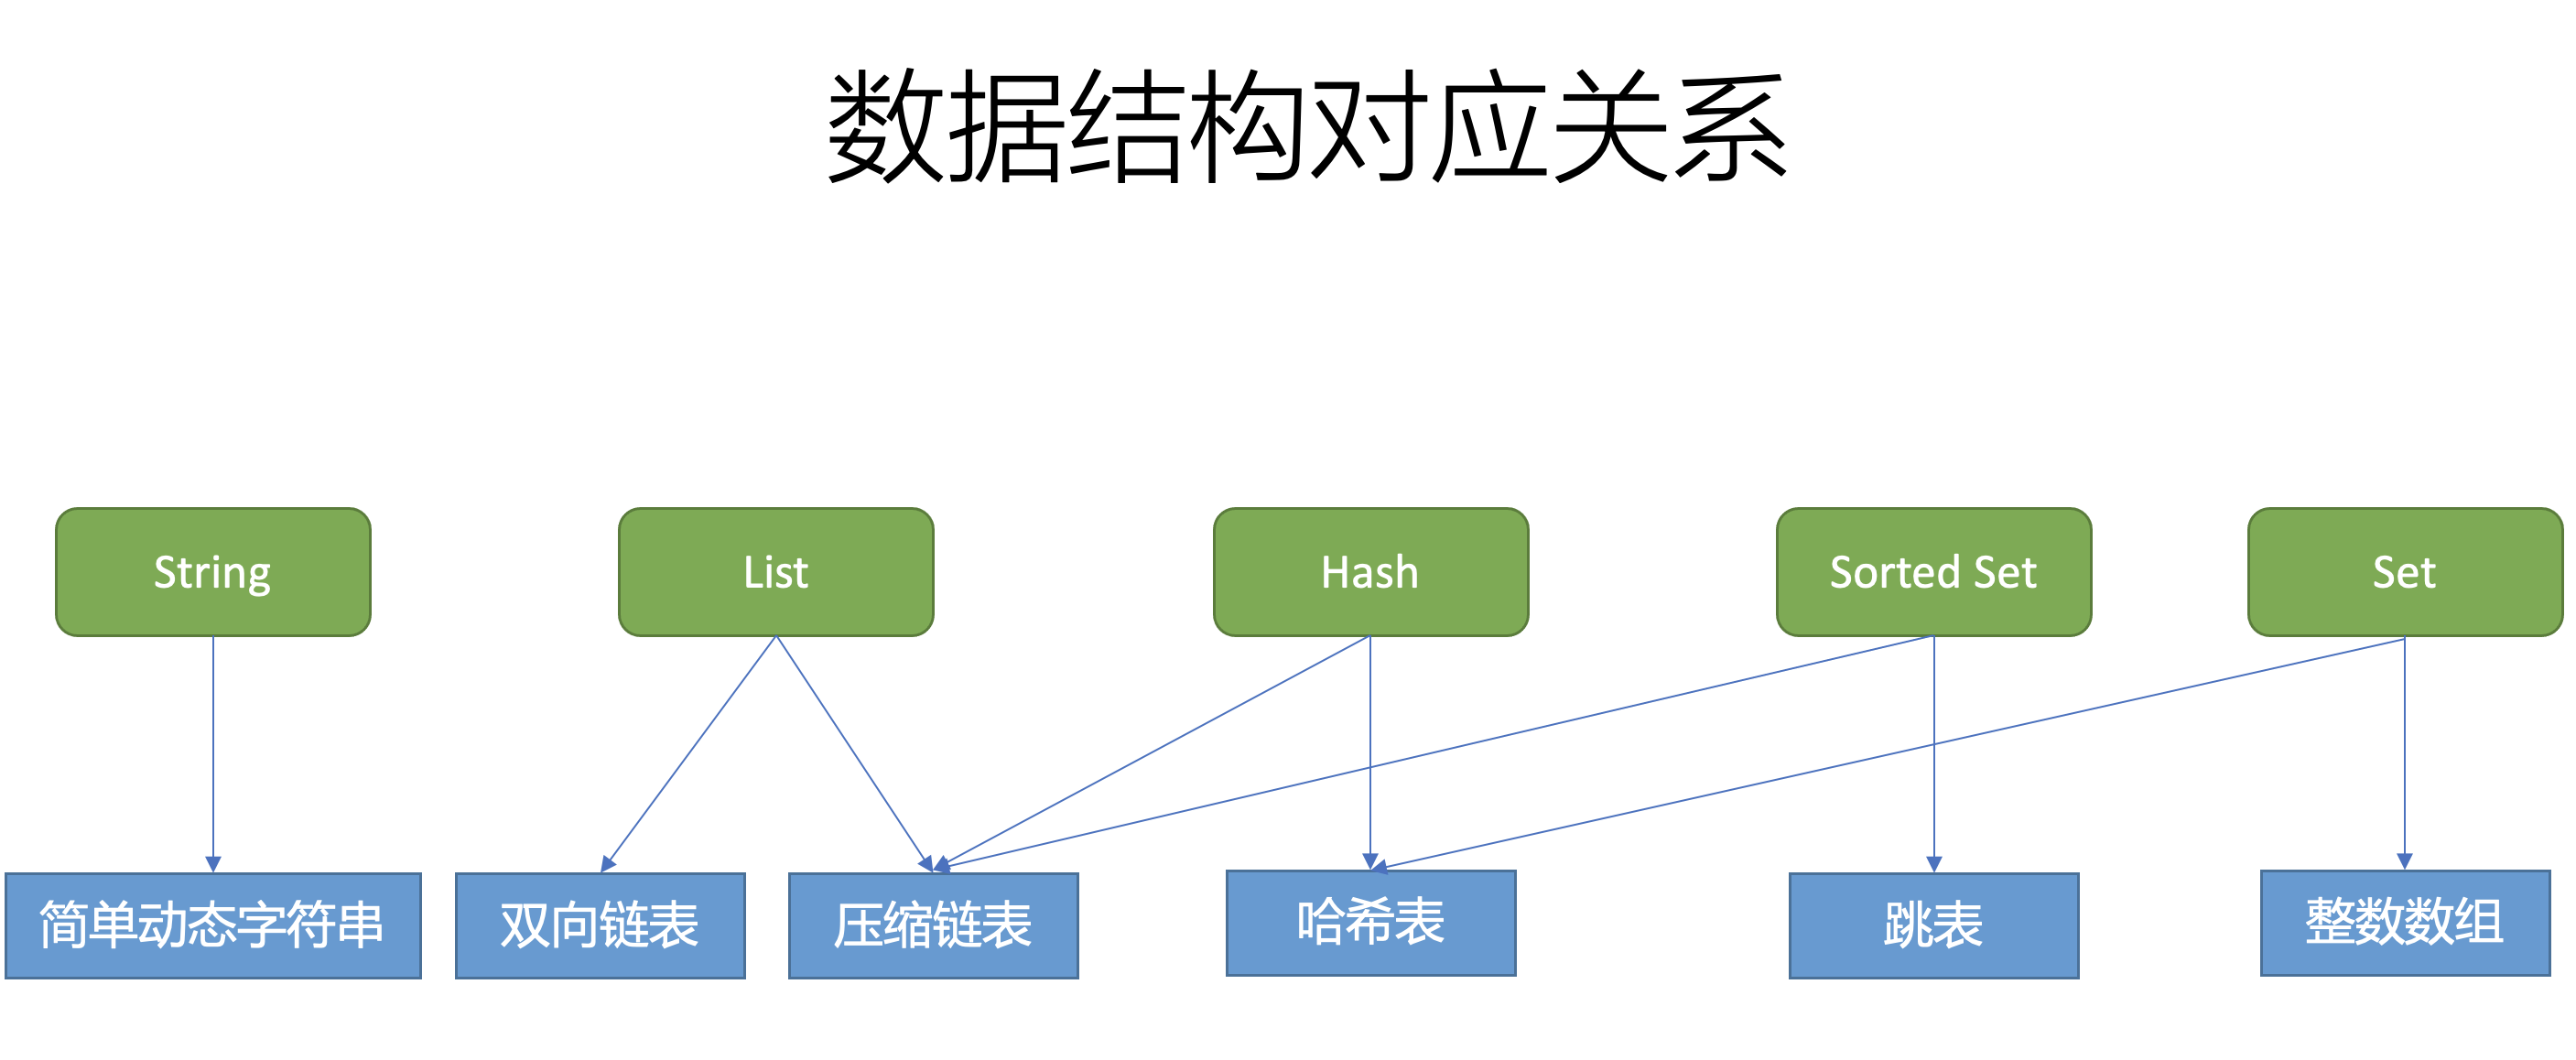 数据结构对应关系
String
List
Hash
Sorted Set
Set
简单动态字符串
双向链表
压缩链表
哈希表
跳表
整数数组